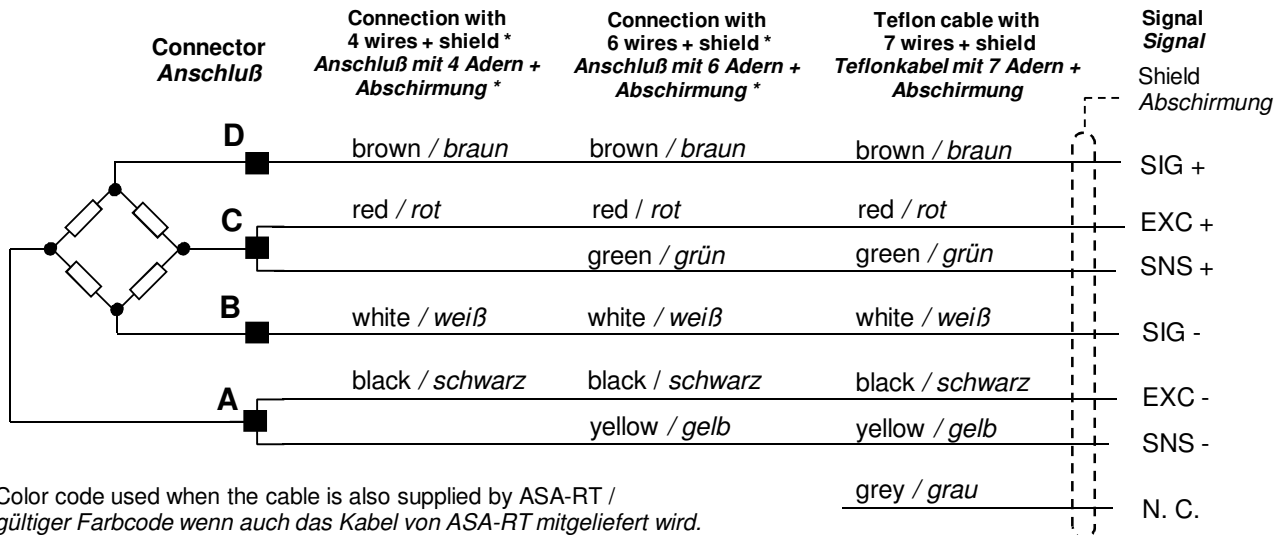 Connector
Anschluß
Connection with
4 wires + shield *
Anschluß mit 4 Adern +
Abschirmung *
Connection with
6 wires + shield *
Anschluß mit 6 Adern +
Abschirmung *
Teflon cable with
7 wires + shield
Teflonkabel mit 7 Adern +
Abschirmung
Signal
Signal
Shield
Abschirmung
D
brown / braun
brown / braun
brown / braun
SIG +
C
red / rot
red / rot
red / rot
EXC +
green / grün
green / grün
SNS +
B
white / weiß
white / weiß
white / weiß
SIG -
A
black / schwarz
black / schwarz
black / schwarz
EXC -
yellow / gelb
yellow / gelb
SNS -
grey / grau
N. C.
Color code used when the cable is also supplied by ASA-RT /
gültiger Farbcode wenn auch das Kabel von ASA-RT mitgeliefert wird.